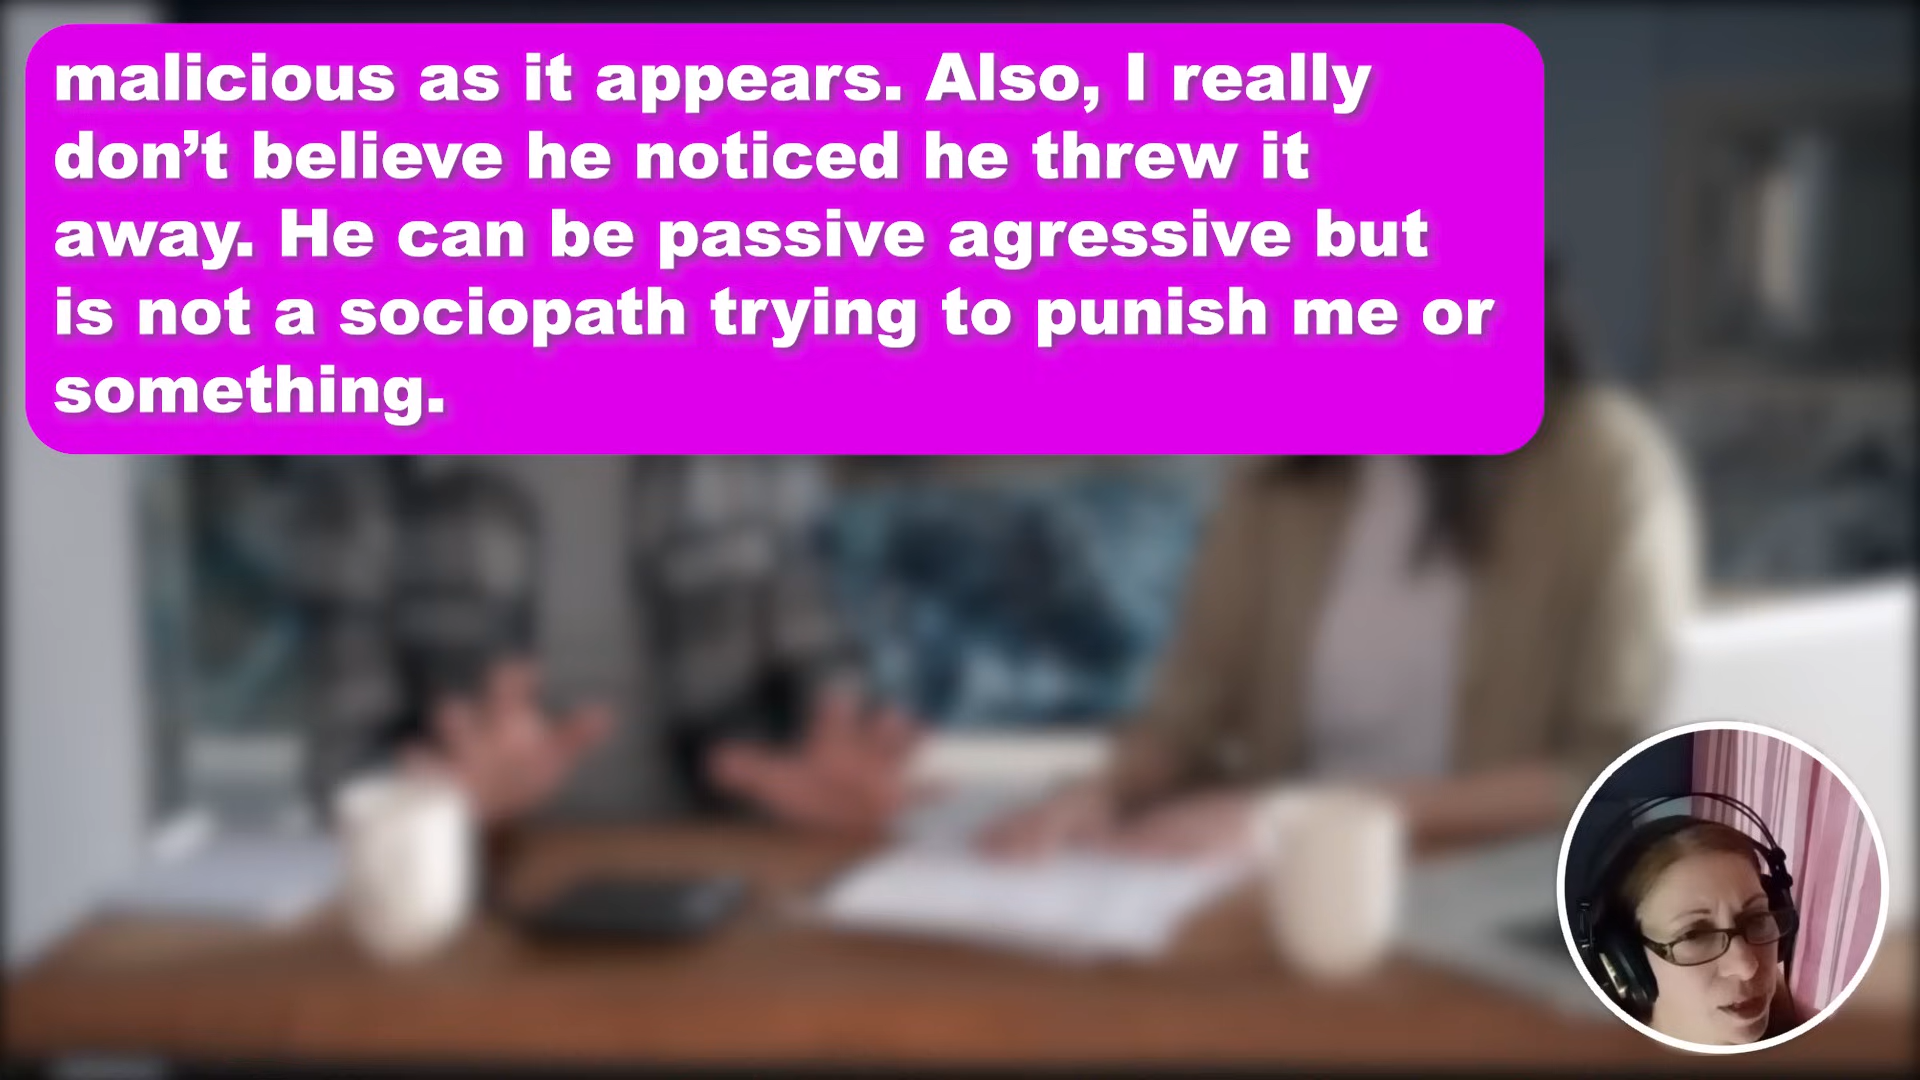 malicious as it appears. Also, I really
don’t believe he noticed he threw it
away. He can be passive agressive but
is not a sociopath trying to punish me or
something.